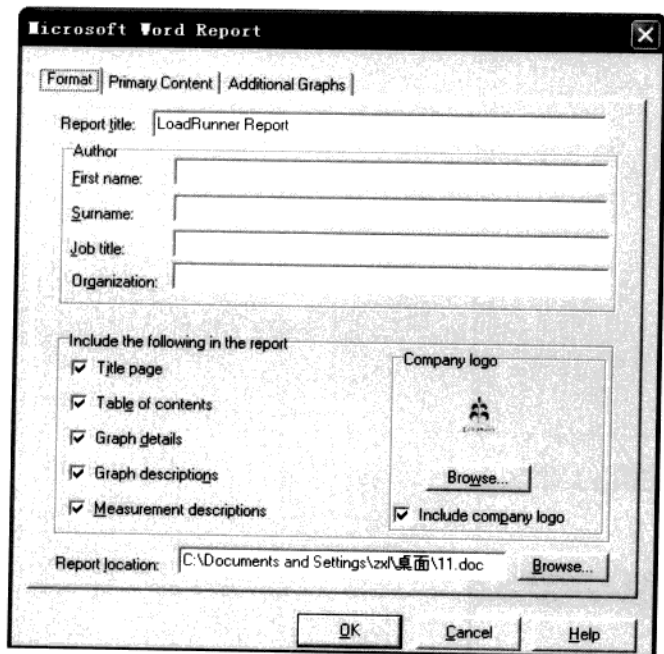 Microsoft Word Report
Format Primary Content Additional Graphs
Report title: LoadRunner Report
Author
First name:
Surname:
Job title:
Organization:
Include the following in the report
Title page
Table of contents
Graph details
Graph descriptions
Measurement descriptions
Company logo
Browse...
Include company logo
Report location: C:\Documents and Settings\zxl\桌面\11.doc Browse...
OK Cancel Help